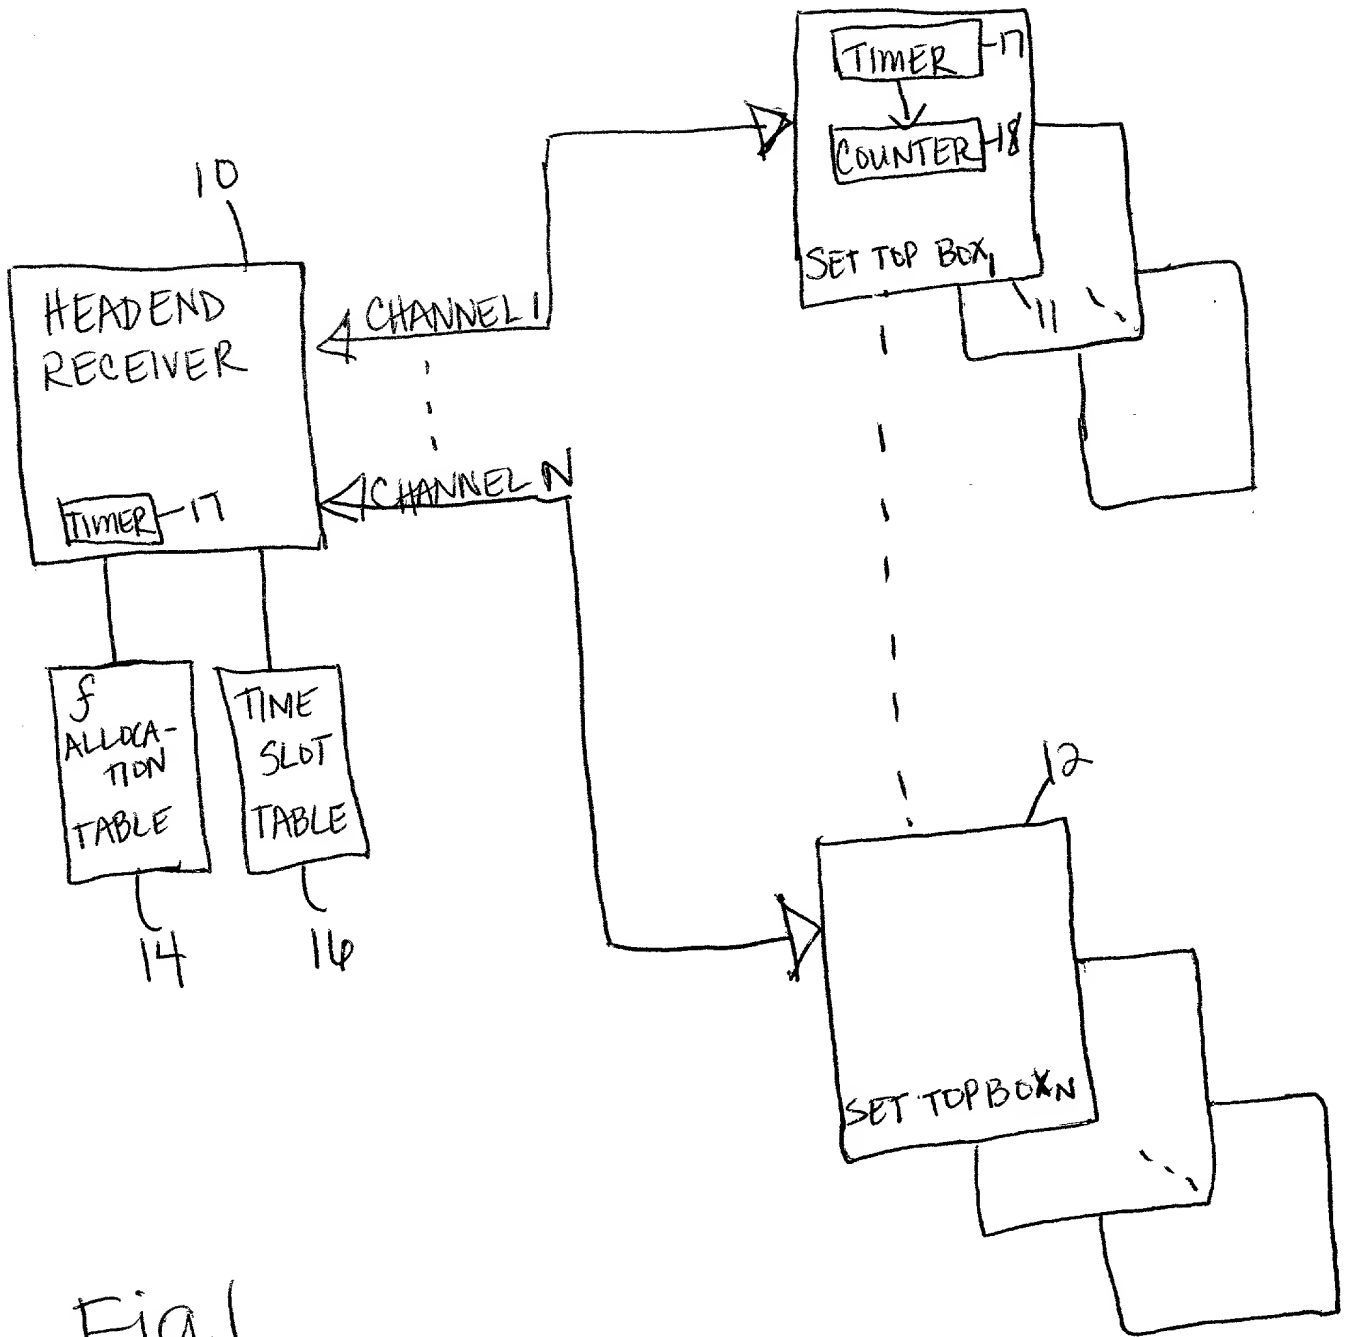 10
HEADEND
RECEIVER
TIMER 17
CHANNEL 1
CHANNEL N
TIMER 17
COUNTER 18
SET TOP BOX1
11
f
ALLOCA-
TION
TABLE
14
TIME
SLOT
TABLE
16
12
SET TOP BOXN
Fig. 1